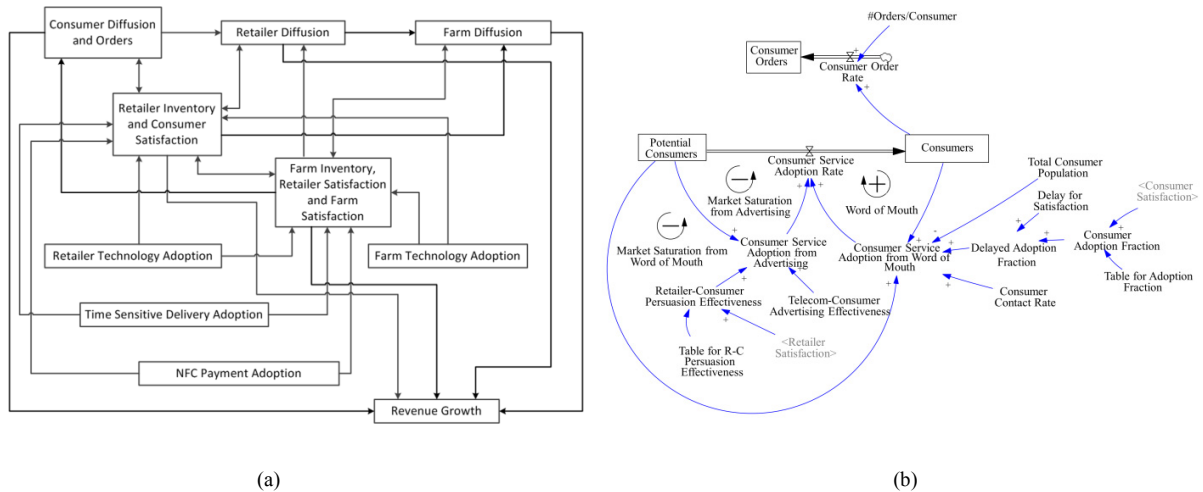 Consumer Diffusion
and Orders
Retailer Diffusion
Farm Diffusion
Retailer Inventory
and Consumer
Satisfaction
Farm Inventory,
Retailer Satisfaction
and Farm
Satisfaction
Retailer Technology Adoption
Farm Technology Adoption
Time Sensitive Delivery Adoption
NFC Payment Adoption
Revenue Growth
(a)
#Orders/Consumer
Consumer
Orders
+
Consumer Order
Rate
+
Potential
Consumers
Consumers
Consumer Service
Adoption Rate
+
+
Market Saturation
from Advertising
Word of Mouth
Total Consumer
Population
<Consumer
Satisfaction>
Delay for
Satisfaction
Market Saturation from
Word of Mouth
+
Consumer Service
Adoption from
Advertising
+
+
+
-
Consumer Service
Adoption from Word of
Mouth
+
+
+
+
+
Delayed Adoption
Fraction
+
+
Consumer
Adoption Fraction
Table for Adoption
Fraction
Retailer-Consumer
Persuasion Effectiveness
+
+
Telecom-Consumer
Advertising Effectiveness
Consumer
Contact Rate
Table for R-C
Persuasion
Effectiveness
<Retailer
Satisfaction>
(b)